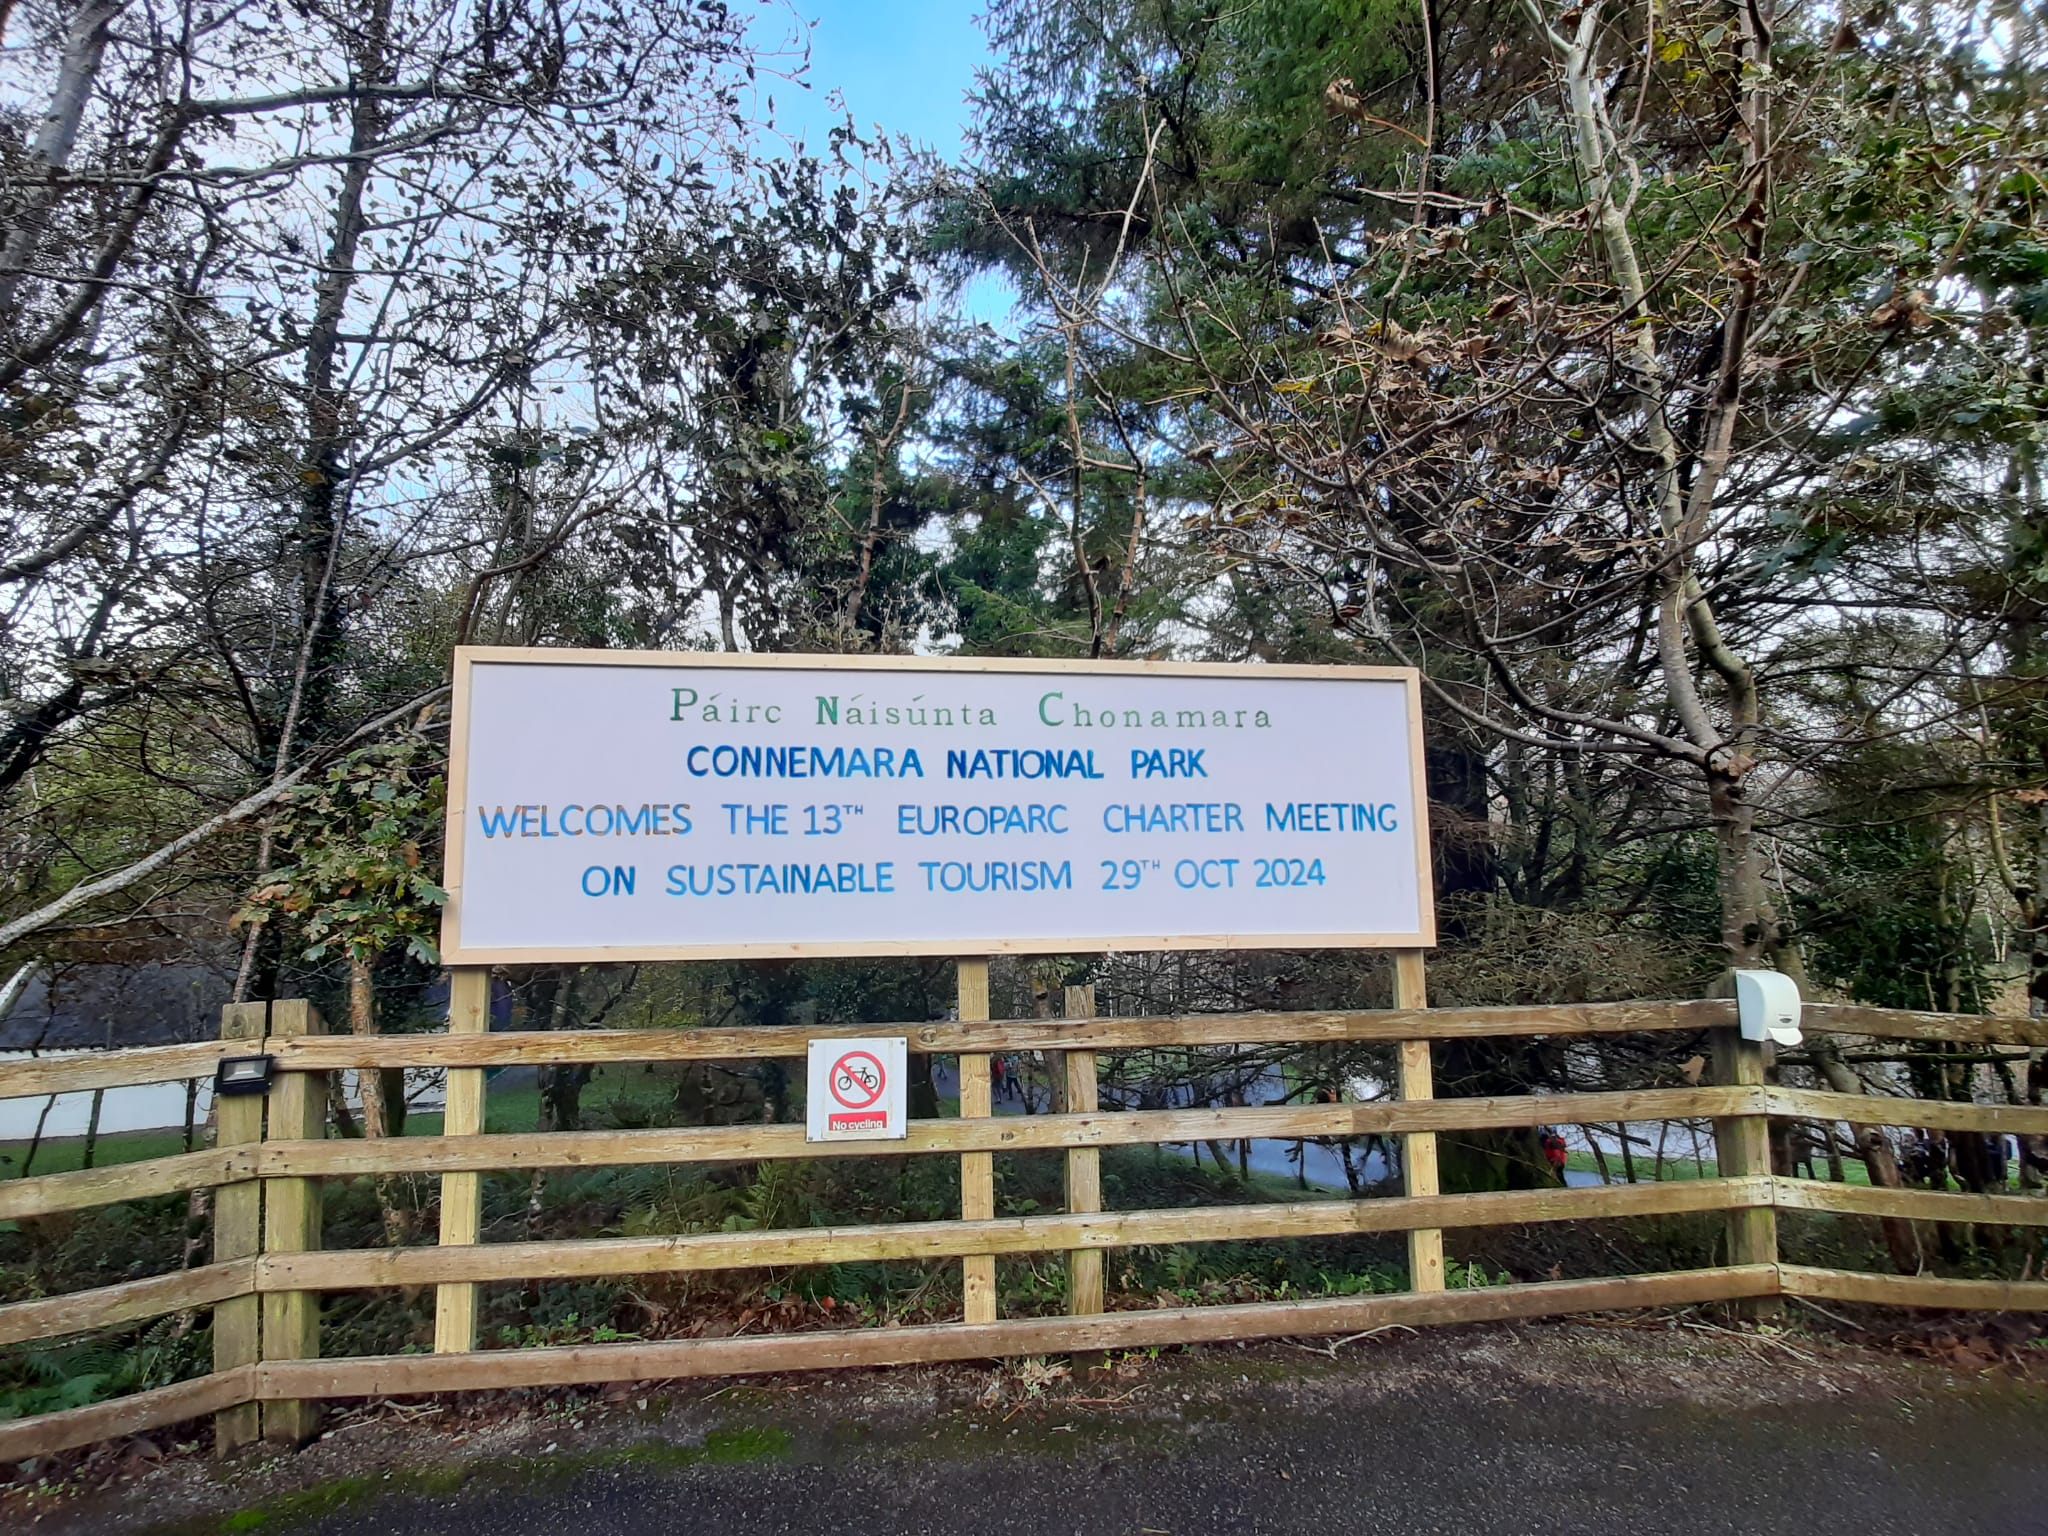 Páirc Náisúnta Chonamara
CONNEMARA NATIONAL PARK
WELCOMES THE 13TH EUROPARC CHARTER MEETING
ON SUSTAINABLE TOURISM 29TH OCT 2024
No cycling